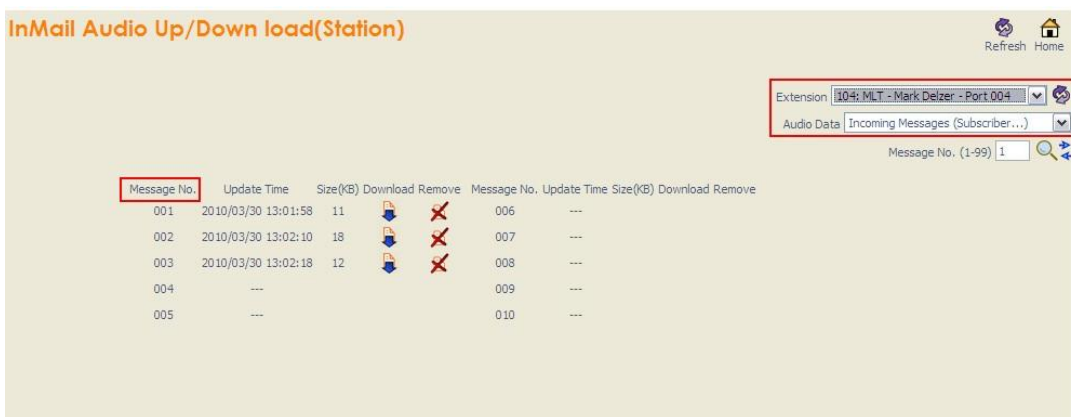 InMail Audio Up/Down load(Station)
Refresh Home
Extension 104: MLT - Mark Delzer - Port 004
Audio Data Incoming Messages (Subscriber...)
Message No. (1-99) 1
Message No. Update Time Size(KB) Download Remove Message No. Update Time Size(KB) Download Remove
001 2010/03/30 13:01:58 11 006 ---
002 2010/03/30 13:02:10 18 007 ---
003 2010/03/30 13:02:18 12 008 ---
004 --- 009 ---
005 --- 010 ---